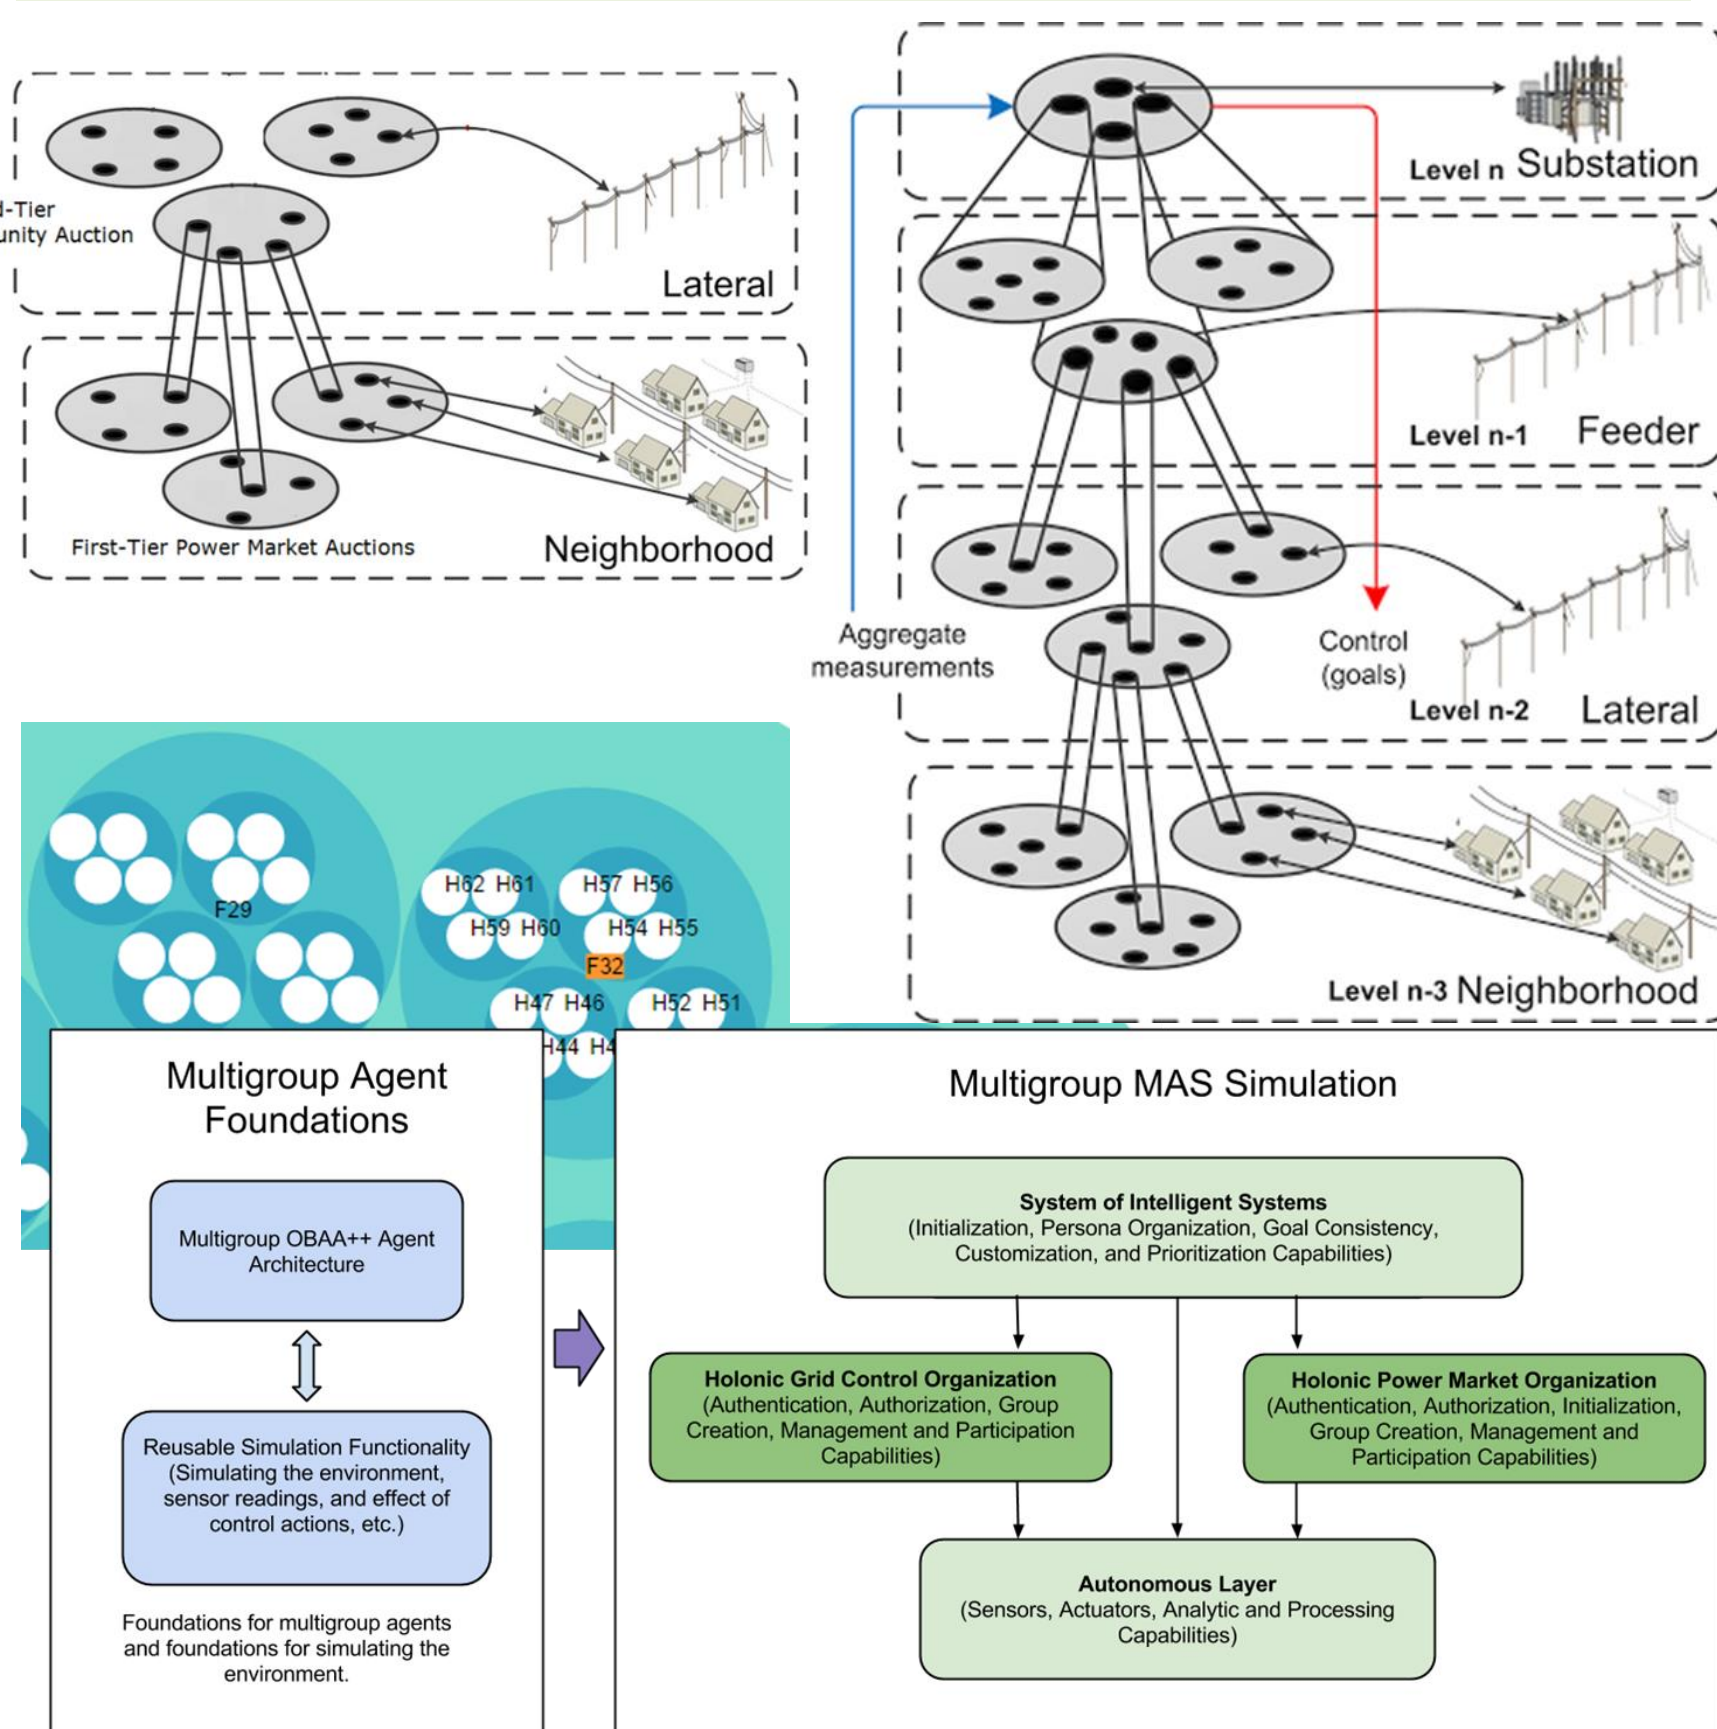 Auction
Lateral
First-Tier Power Market Auctions
Neighborhood
Level n Substation
Level n-1 Feeder
Aggregate
measurements
Control
(goals)
Level n-2 Lateral
Level n-3 Neighborhood
F29
H62 H61
H59 H60
H57 H56
H54 H55
F32
H47 H46
H52 H51
H44
Multigroup Agent
Foundations
Multigroup OBAA++ Agent
Architecture
Reusable Simulation Functionality
(Simulating the environment,
sensor readings, and effect of
control actions, etc.)
Foundations for multigroup agents
and foundations for simulating the
environment.
Multigroup MAS Simulation
System of Intelligent Systems
(Initialization, Persona Organization, Goal Consistency,
Customization, and Prioritization Capabilities)
Holonic Grid Control Organization
(Authentication, Authorization, Group
Creation, Management and Participation
Capabilities)
Holonic Power Market Organization
(Authentication, Authorization, Initialization,
Group Creation, Management and
Participation Capabilities)
Autonomous Layer
(Sensors, Actuators, Analytic and Processing
Capabilities)